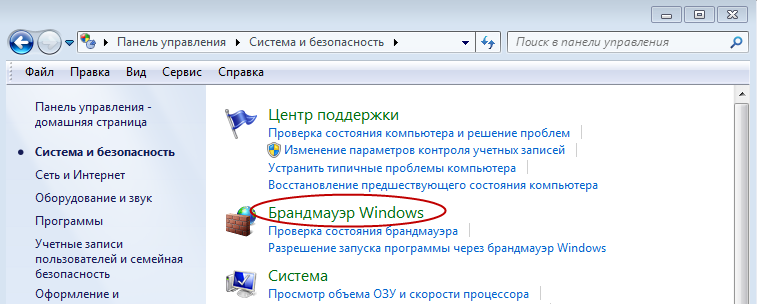 Панель управления ▸ Система и безопасность ▸
Поиск в панели управления
Файл Правка Вид Сервис Справка
Панель управления -
домашняя страница
Система и безопасность
Сеть и Интернет
Оборудование и звук
Программы
Учетные записи
пользователей и семейная
безопасность
Оформление и
Центр поддержки
Проверка состояния компьютера и решение проблем
Изменение параметров контроля учетных записей
Устранить типичные проблемы компьютера
Восстановление предшествующего состояния компьютера
Брандмауэр Windows
Проверка состояния брандмауэра
Разрешение запуска программы через брандмауэр Windows
Система
Просмотр объема ОЗУ и скорости процессора